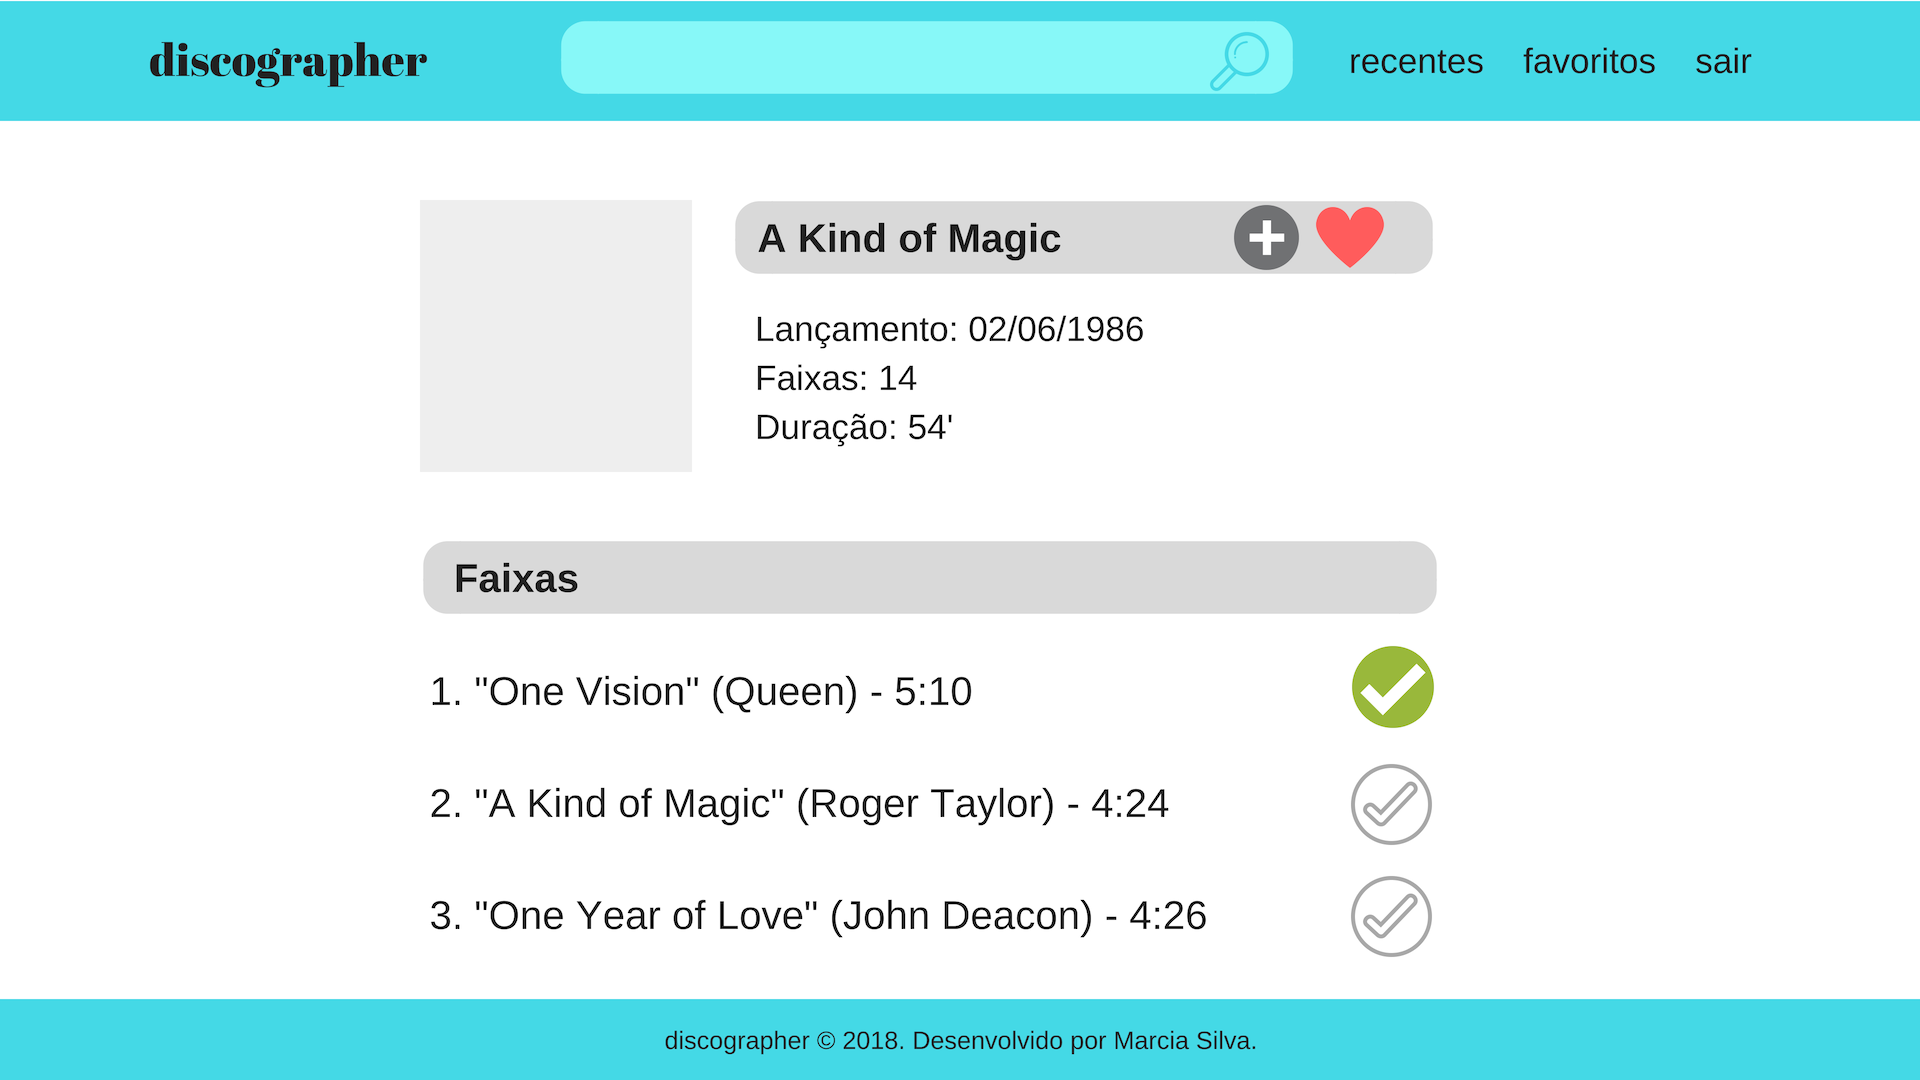 discographer
recentes favoritos sair
A Kind of Magic
Lançamento: 02/06/1986
Faixas: 14
Duração: 54'
Faixas
1. "One Vision" (Queen) - 5:10
2. "A Kind of Magic" (Roger Taylor) - 4:24
3. "One Year of Love" (John Deacon) - 4:26
discographer © 2018. Desenvolvido por Marcia Silva.